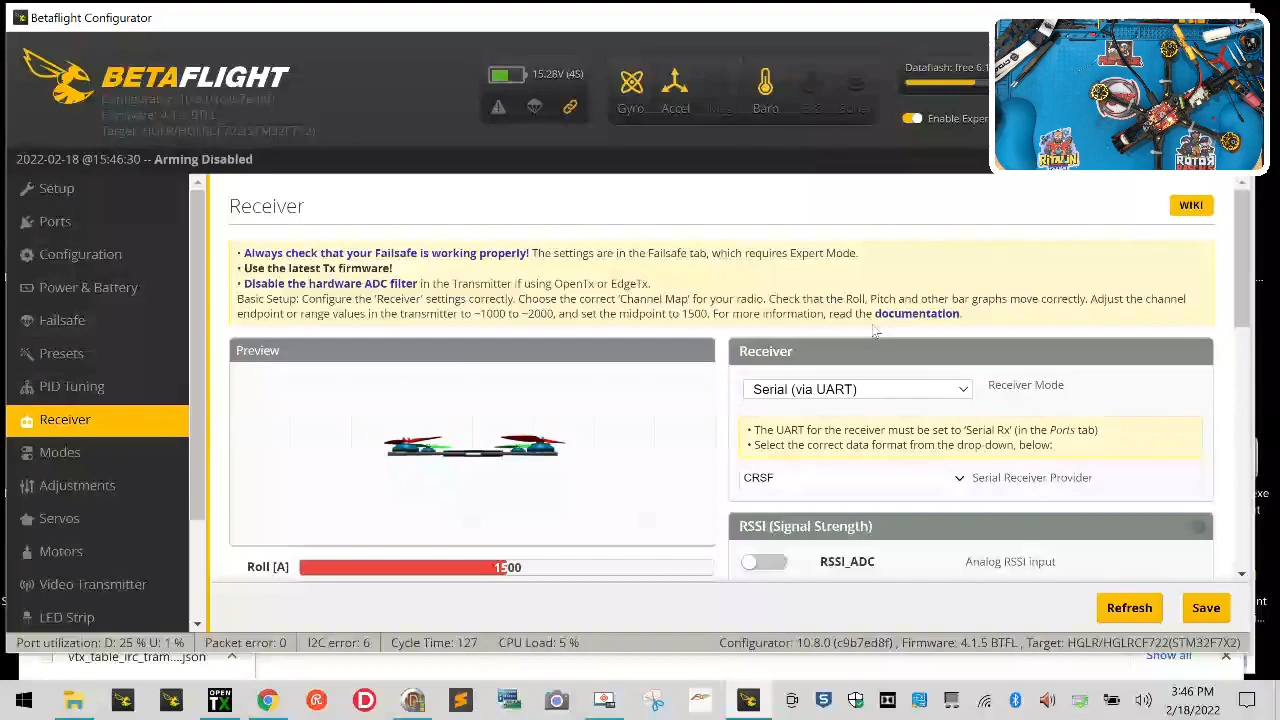 Betaflight Configurator
BETAFLIGHT
15.28V (4S)
Gyro
Accel
Baro
Dataflash: free 6.1
Enable Exper
2022-02-18 @15:46:30 -- Arming Disabled
Setup
Ports
Configuration
Power & Battery
Failsafe
Presets
PID Tuning
Receiver
Modes
Adjustments
Servos
Motors
Video Transmitter
LED Strip
Receiver
WIKI
• Always check that your Failsafe is working properly! The settings are in the Failsafe tab, which requires Expert Mode.
• Use the latest Tx firmware!
• Disable the hardware ADC filter in the Transmitter if using OpenTx or EdgeTx.
Basic Setup: Configure the 'Receiver' settings correctly. Choose the correct 'Channel Map' for your radio. Check that the Roll, Pitch and other bar graphs move correctly. Adjust the channel
endpoint or range values in the transmitter to ~1000 to ~2000, and set the midpoint to 1500. For more information, read the documentation.
Preview
Roll [A]
1500
Receiver
Serial (via UART)
Receiver Mode
• The UART for the receiver must be set to 'Serial Rx' (in the Ports tab)
• Select the correct data format from the drop-down, below:
CRSF
Serial Receiver Provider
RSSI (Signal Strength)
RSSI_ADC
Analog RSSI input
Refresh
Save
Port utilization: D: 25 % U: 1 %
Packet error: 0
I2C error: 6
Cycle Time: 127
CPU Load: 5 %
Configurator: 10.8.0 (c9b7ed8f) , Firmware: 4.1.5 BTFL , Target: HGLR/HGLRCF722(STM32F7X2)
vtx_table_irc_tram....json
Show all
OPEN
TX
3:46 PM
2/18/2022